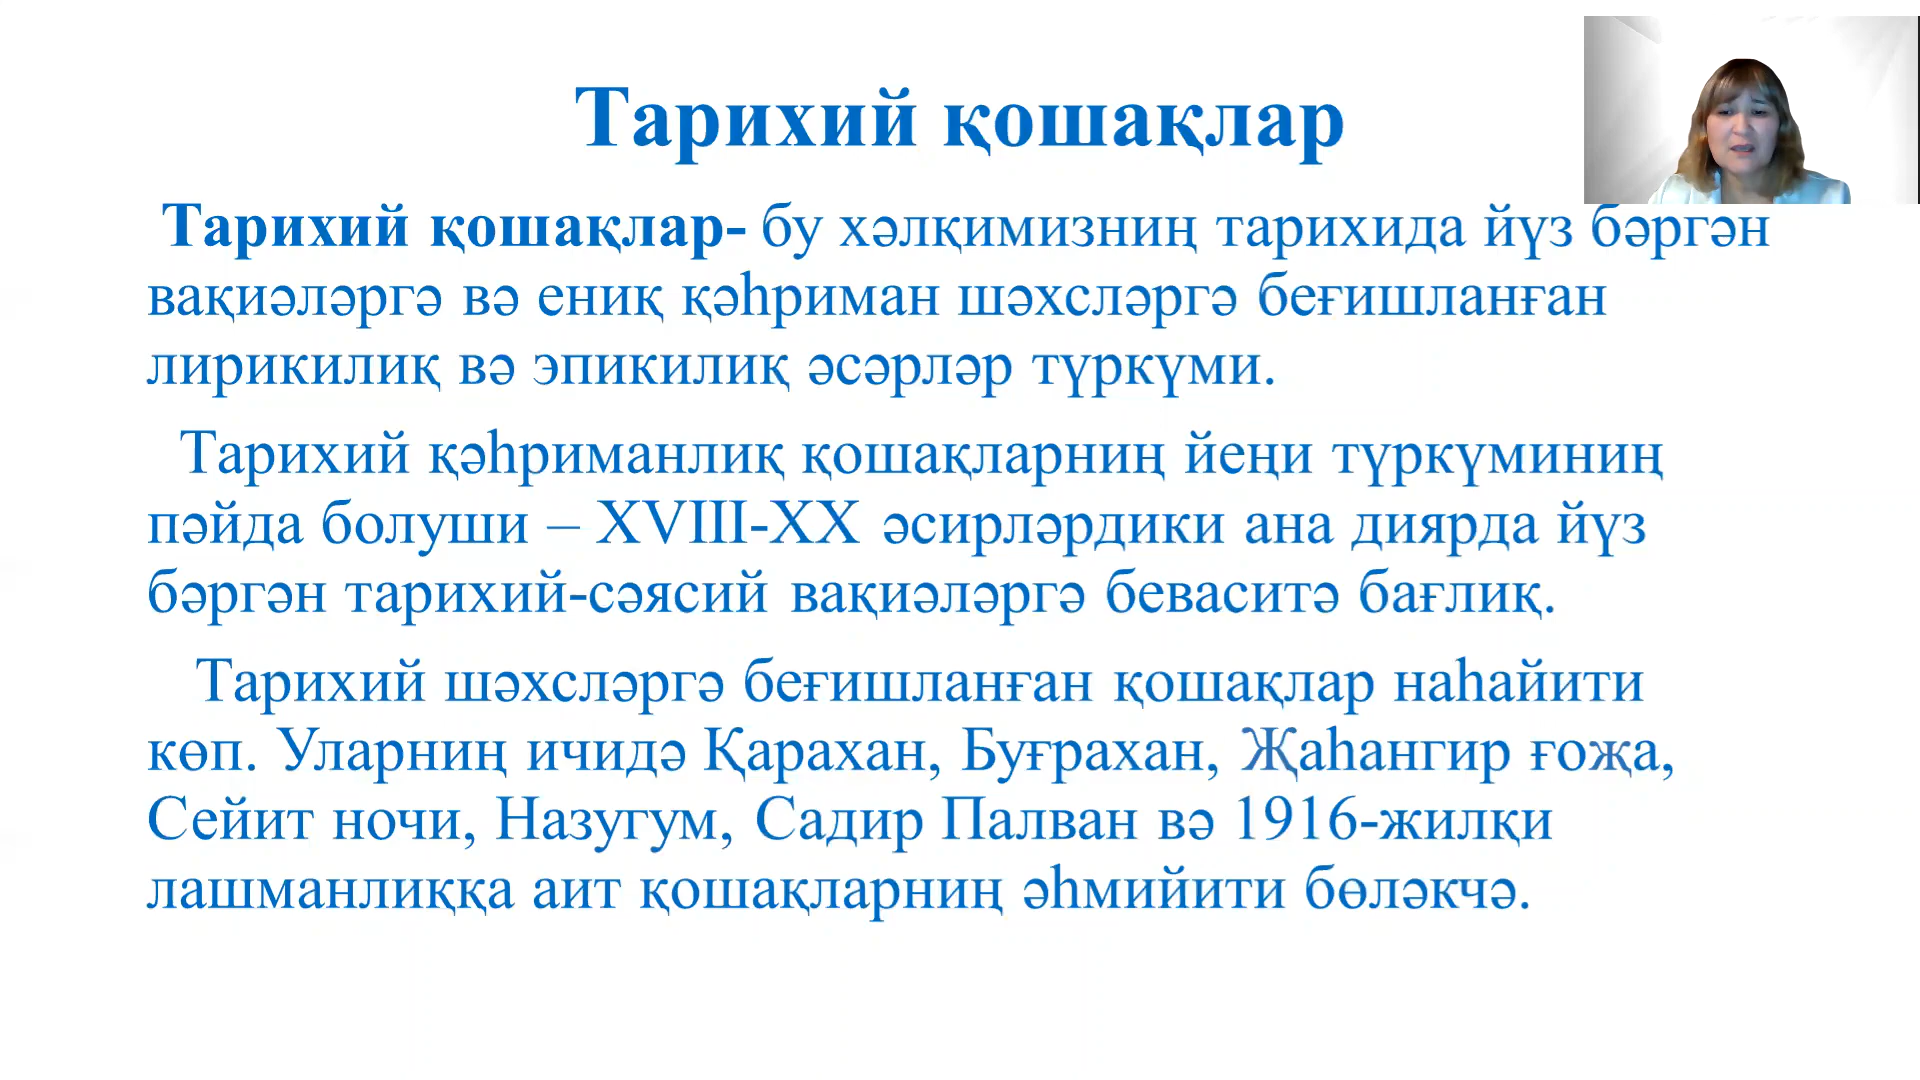 Тарихий қошақлар
Тарихий қошақлар- бу хәлқимизниң тарихида йүз бәргән
вақиәләргә вә ениқ қәһриман шәхсләргә беғишланған
лирикилиқ вә эпикилиқ әсәрләр түркүми.
Тарихий қәһриманлиқ қошақларниң йеңи түркүминиң
пәйда болуши – XVIII-XX әсирләрдики ана диярда йүз
бәргән тарихий-сәясий вақиәләргә беваситә бағлиқ.
Тарихий шәхсләргә беғишланған қошақлар наһайити
көп. Уларниң ичидә Қарахан, Буғрахан, Җаһангир ғоҗа,
Сейит ночи, Назугум, Садир Палван вә 1916-жилқи
лашманлиққа аит қошақларниң әһмийити бөләкчә.